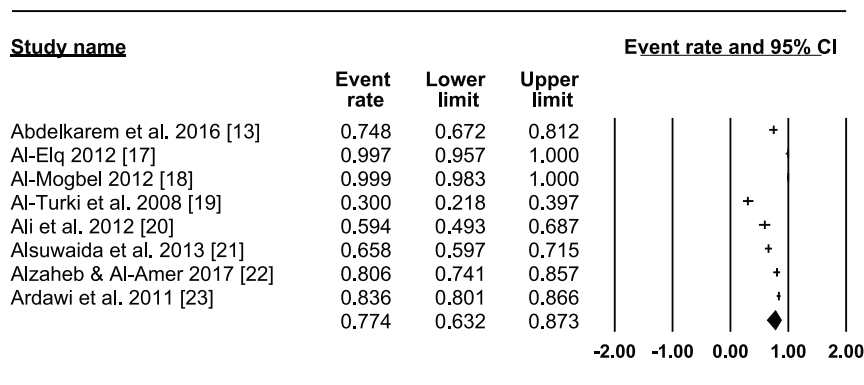 Study name Event rate and 95% CI
Event rate Lower limit Upper limit
Abdelkarem et al. 2016 [13] 0.748 0.672 0.812
Al-Elq 2012 [17] 0.997 0.957 1.000
Al-Mogbel 2012 [18] 0.999 0.983 1.000
Al-Turki et al. 2008 [19] 0.300 0.218 0.397
Ali et al. 2012 [20] 0.594 0.493 0.687
Alsuwaida et al. 2013 [21] 0.658 0.597 0.715
Alzaheb & Al-Amer 2017 [22] 0.806 0.741 0.857
Ardawi et al. 2011 [23] 0.836 0.801 0.866
0.774 0.632 0.873
-2.00 -1.00 0.00 1.00 2.00